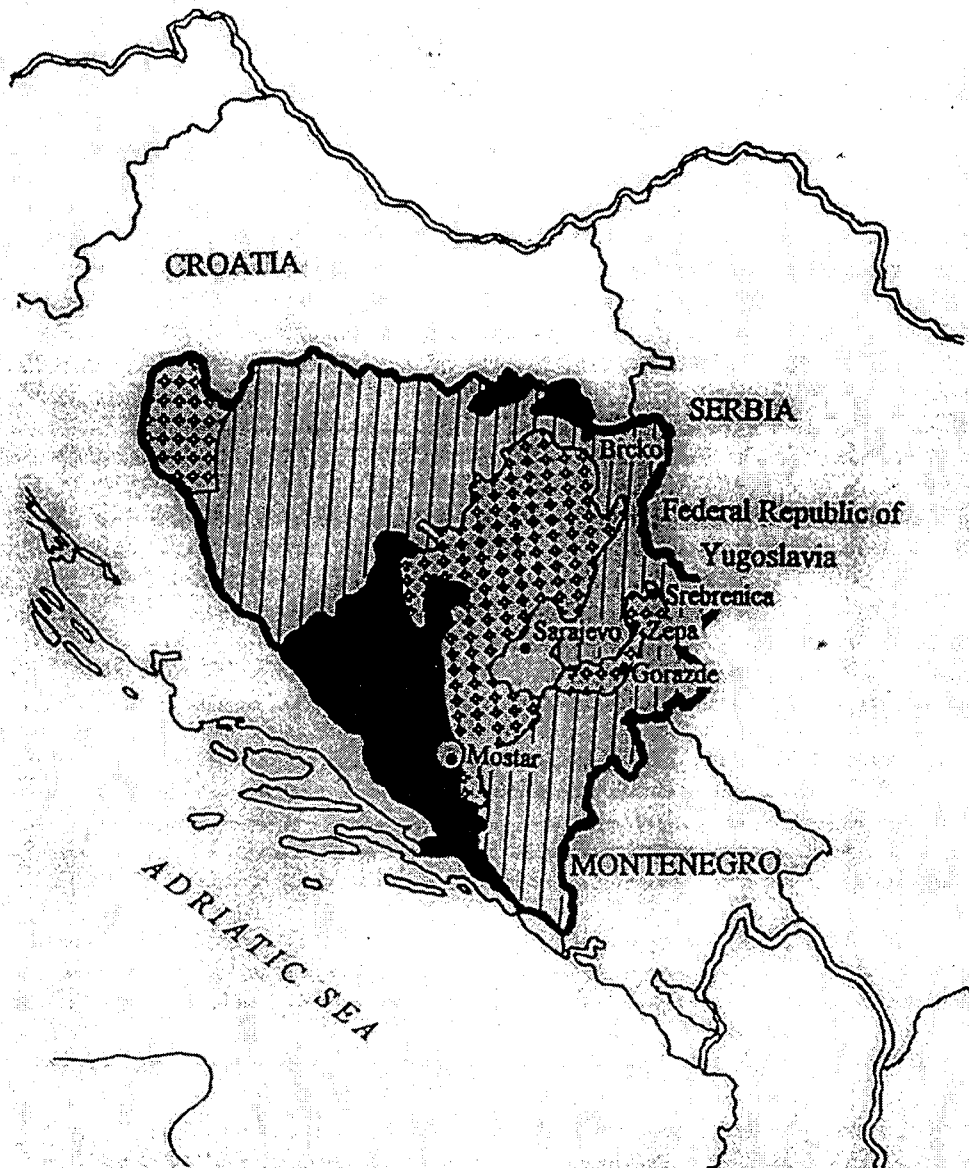 CROATIA
SERBIA
Brcko
Federal Republic of
Yugoslavia
Srebrenica
Sarajevo
Zepa
Gorazde
Mostar
MONTENEGRO
ADRIATIC SEA